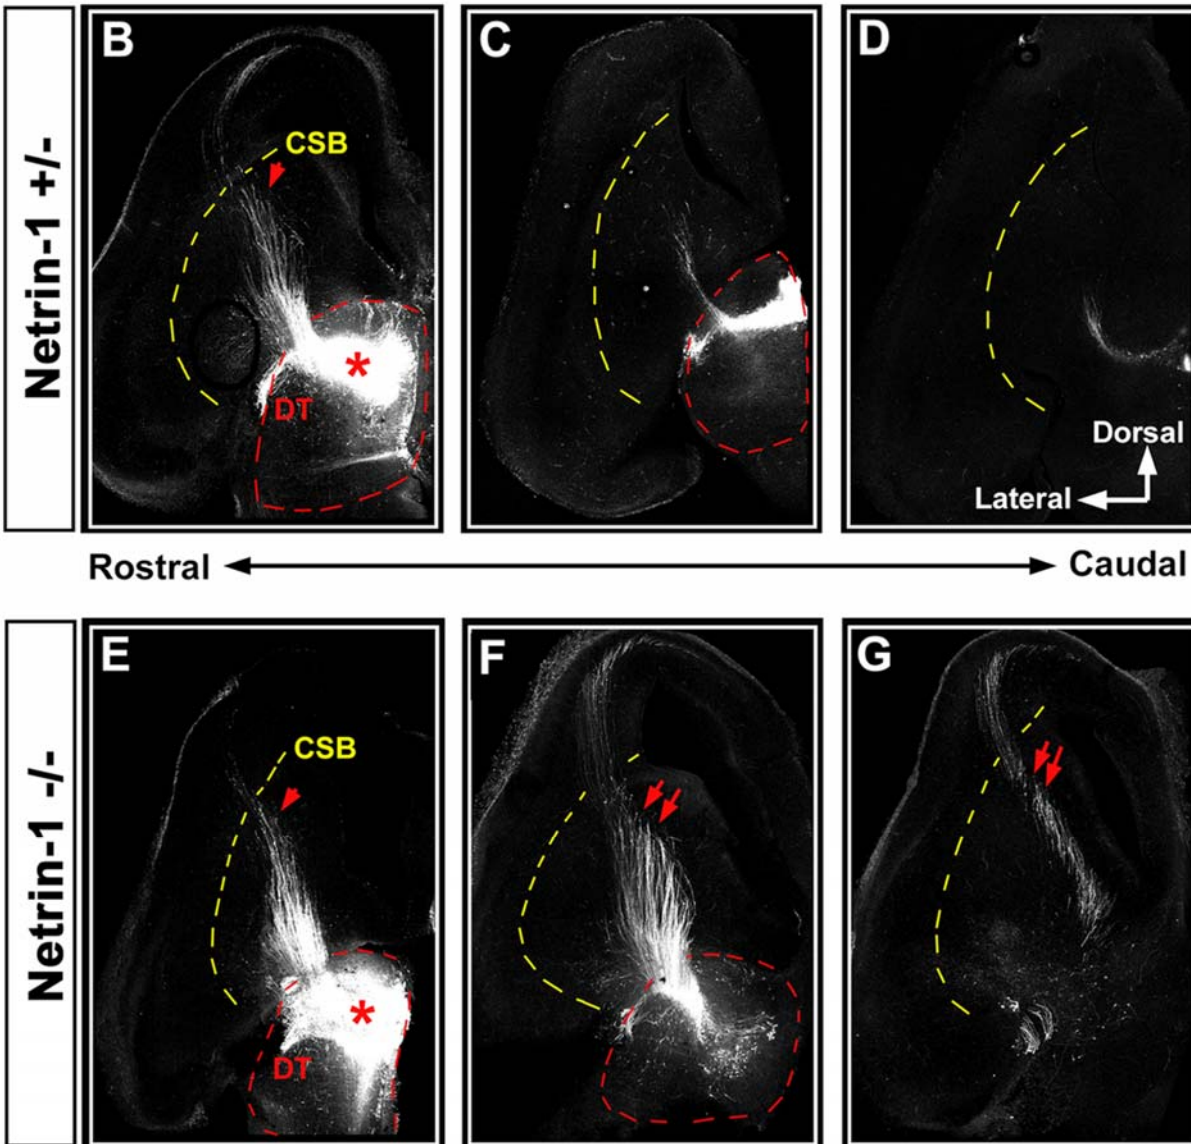 Netrin-1 +/-
B
CSB
*
DT
C
D
Dorsal
Lateral
Rostral
Caudal
Netrin-1 -/-
E
CSB
*
DT
F
G